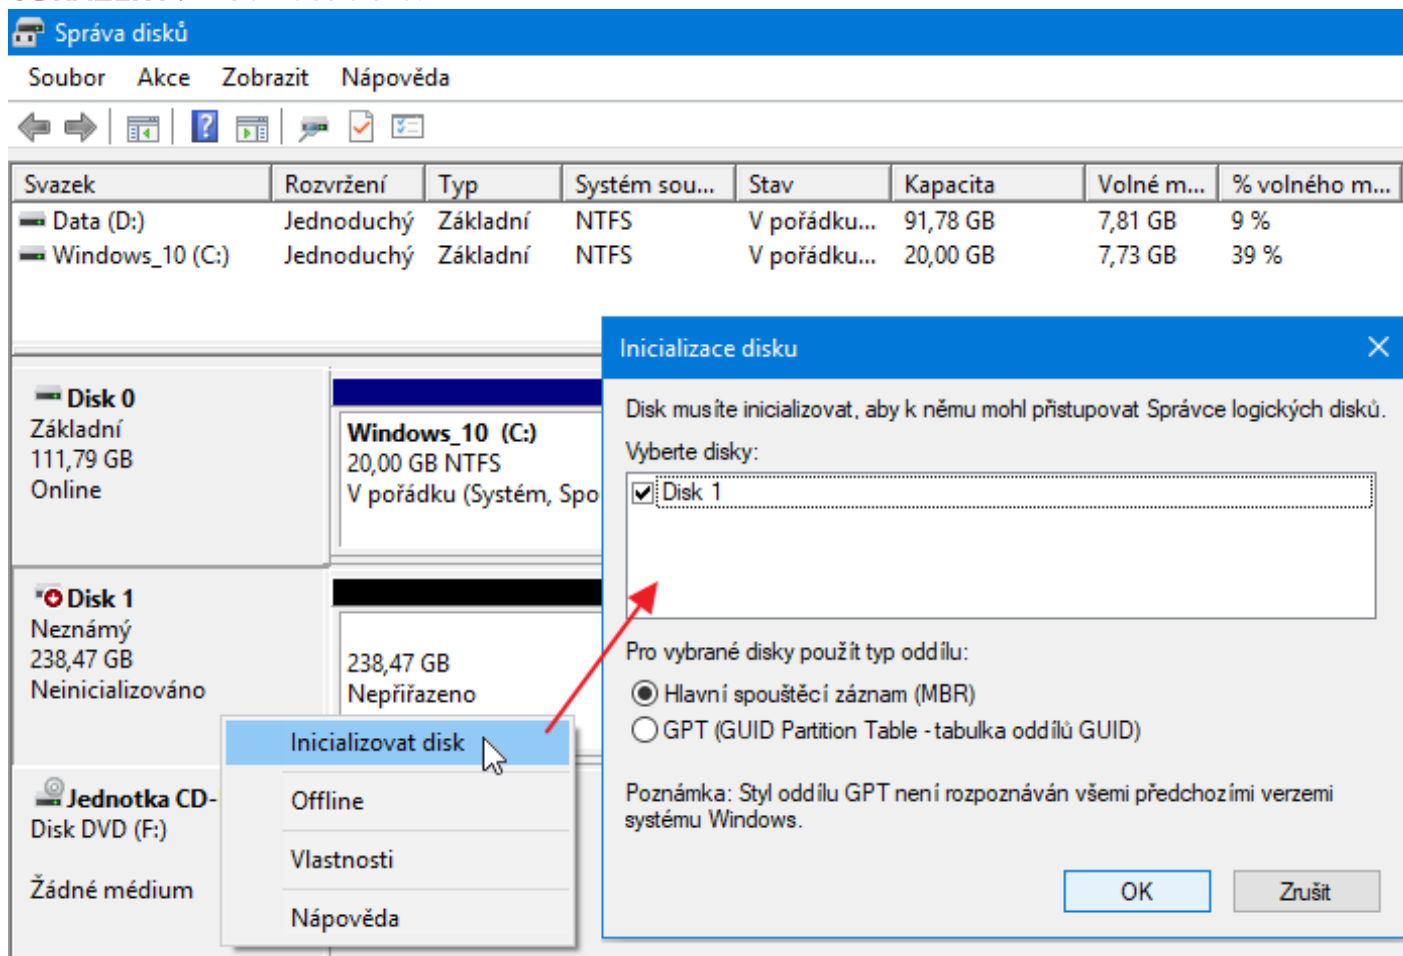 Správa disků
Soubor Akce Zobrazit Nápověda
Svazek Rozvržení Typ Systém sou... Stav Kapacita Volné m... % volného m...
Data (D:) Jednoduchý Základní NTFS V pořádku... 91,78 GB 7,81 GB 9 %
Windows_10 (C:) Jednoduchý Základní NTFS V pořádku... 20,00 GB 7,73 GB 39 %
Disk 0
Základní
111,79 GB
Online
Windows_10 (C:)
20,00 GB NTFS
V pořádku (Systém, Spo
Disk 1
Neznámý
238,47 GB
Neinicializováno
238,47 GB
Nepřiřazeno
Jednotka CD-
Disk DVD (F:)
Žádné médium
Inicializovat disk
Offline
Vlastnosti
Nápověda
Inicializace disku
Disk musíte inicializovat, aby k němu mohl přistupovat Správce logických disků.
Vyberte disky:
Disk 1
Pro vybrané disky použít typ oddílu:
Hlavní spouštěcí záznam (MBR)
GPT (GUID Partition Table - tabulka oddílů GUID)
Poznámka: Styl oddílu GPT není rozpoznáván všemi předchozími verzemi
systému Windows.
OK Zrušit